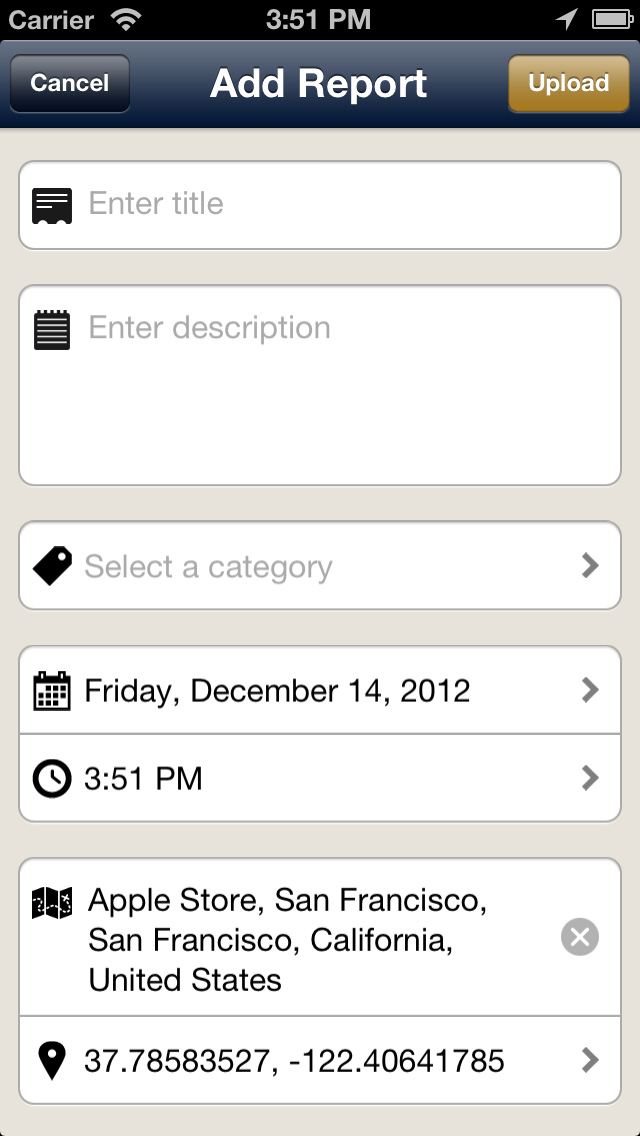 Carrier 3:51 PM
Cancel Add Report Upload
Enter title
Enter description
Select a category
Friday, December 14, 2012
3:51 PM
Apple Store, San Francisco,
San Francisco, California,
United States
37.78583527, -122.40641785